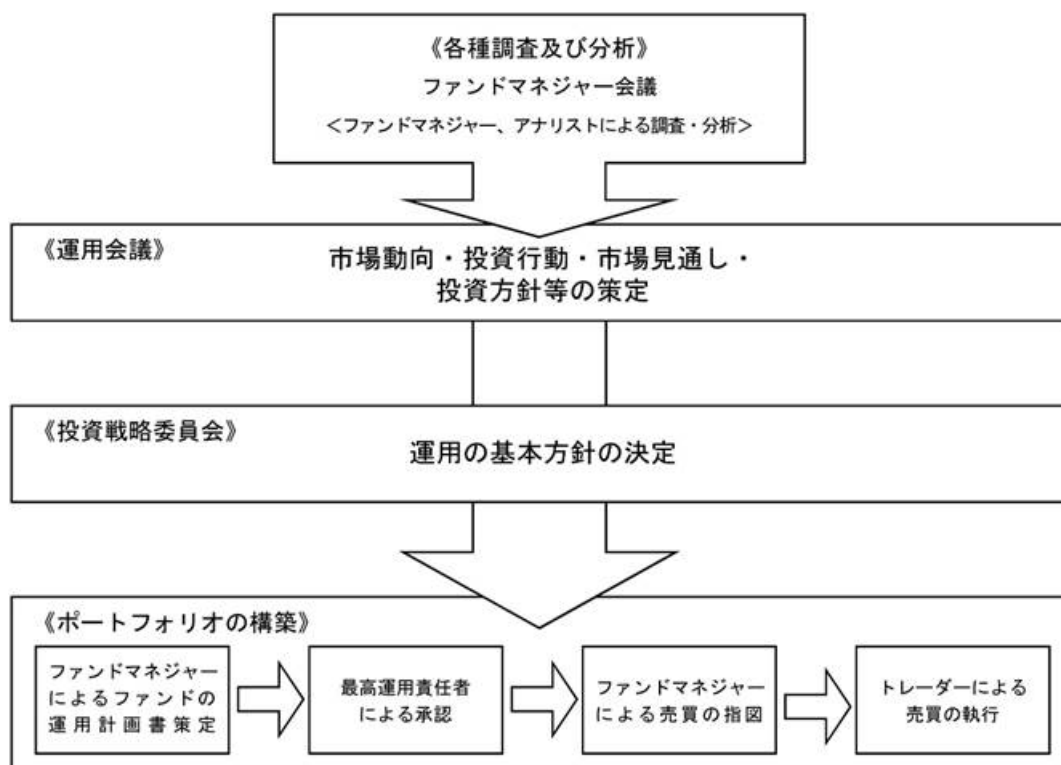 《各種調査及び分析》
ファンドマネジャー会議
＜ファンドマネジャー、アナリストによる調査・分析＞
《運用会議》
市場動向・投資行動・市場見通し・
投資方針等の策定
《投資戦略委員会》
運用の基本方針の決定
《ポートフォリオの構築》
ファンドマネジャー
によるファンドの
運用計画書策定
最高運用責任者
による承認
ファンドマネジャー
による売買の指図
トレーダーによる
売買の執行